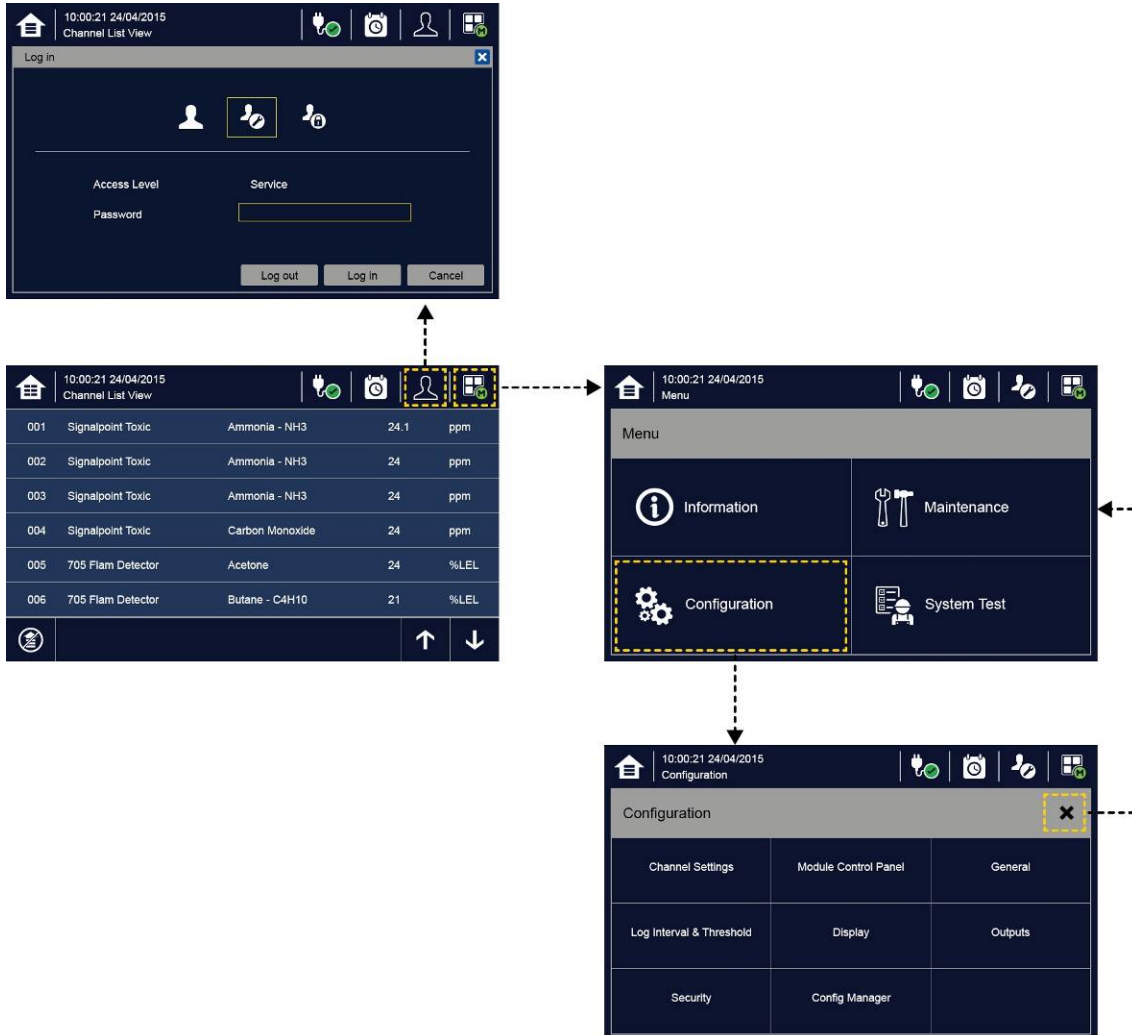 10:00:21 24/04/2015
Channel List View
Log in
Access Level Service
Password
Log out Log in Cancel
10:00:21 24/04/2015
Channel List View
001 Signalpoint Toxic Ammonia - NH3 24.1 ppm
002 Signalpoint Toxic Ammonia - NH3 24 ppm
003 Signalpoint Toxic Ammonia - NH3 24 ppm
004 Signalpoint Toxic Carbon Monoxide 24 ppm
005 705 Flam Detector Acetone 24 %LEL
006 705 Flam Detector Butane - C4H10 21 %LEL
10:00:21 24/04/2015
Menu
Menu
Information Maintenance
Configuration System Test
10:00:21 24/04/2015
Configuration
Configuration
Channel Settings Module Control Panel General
Log Interval & Threshold Display Outputs
Security Config Manager